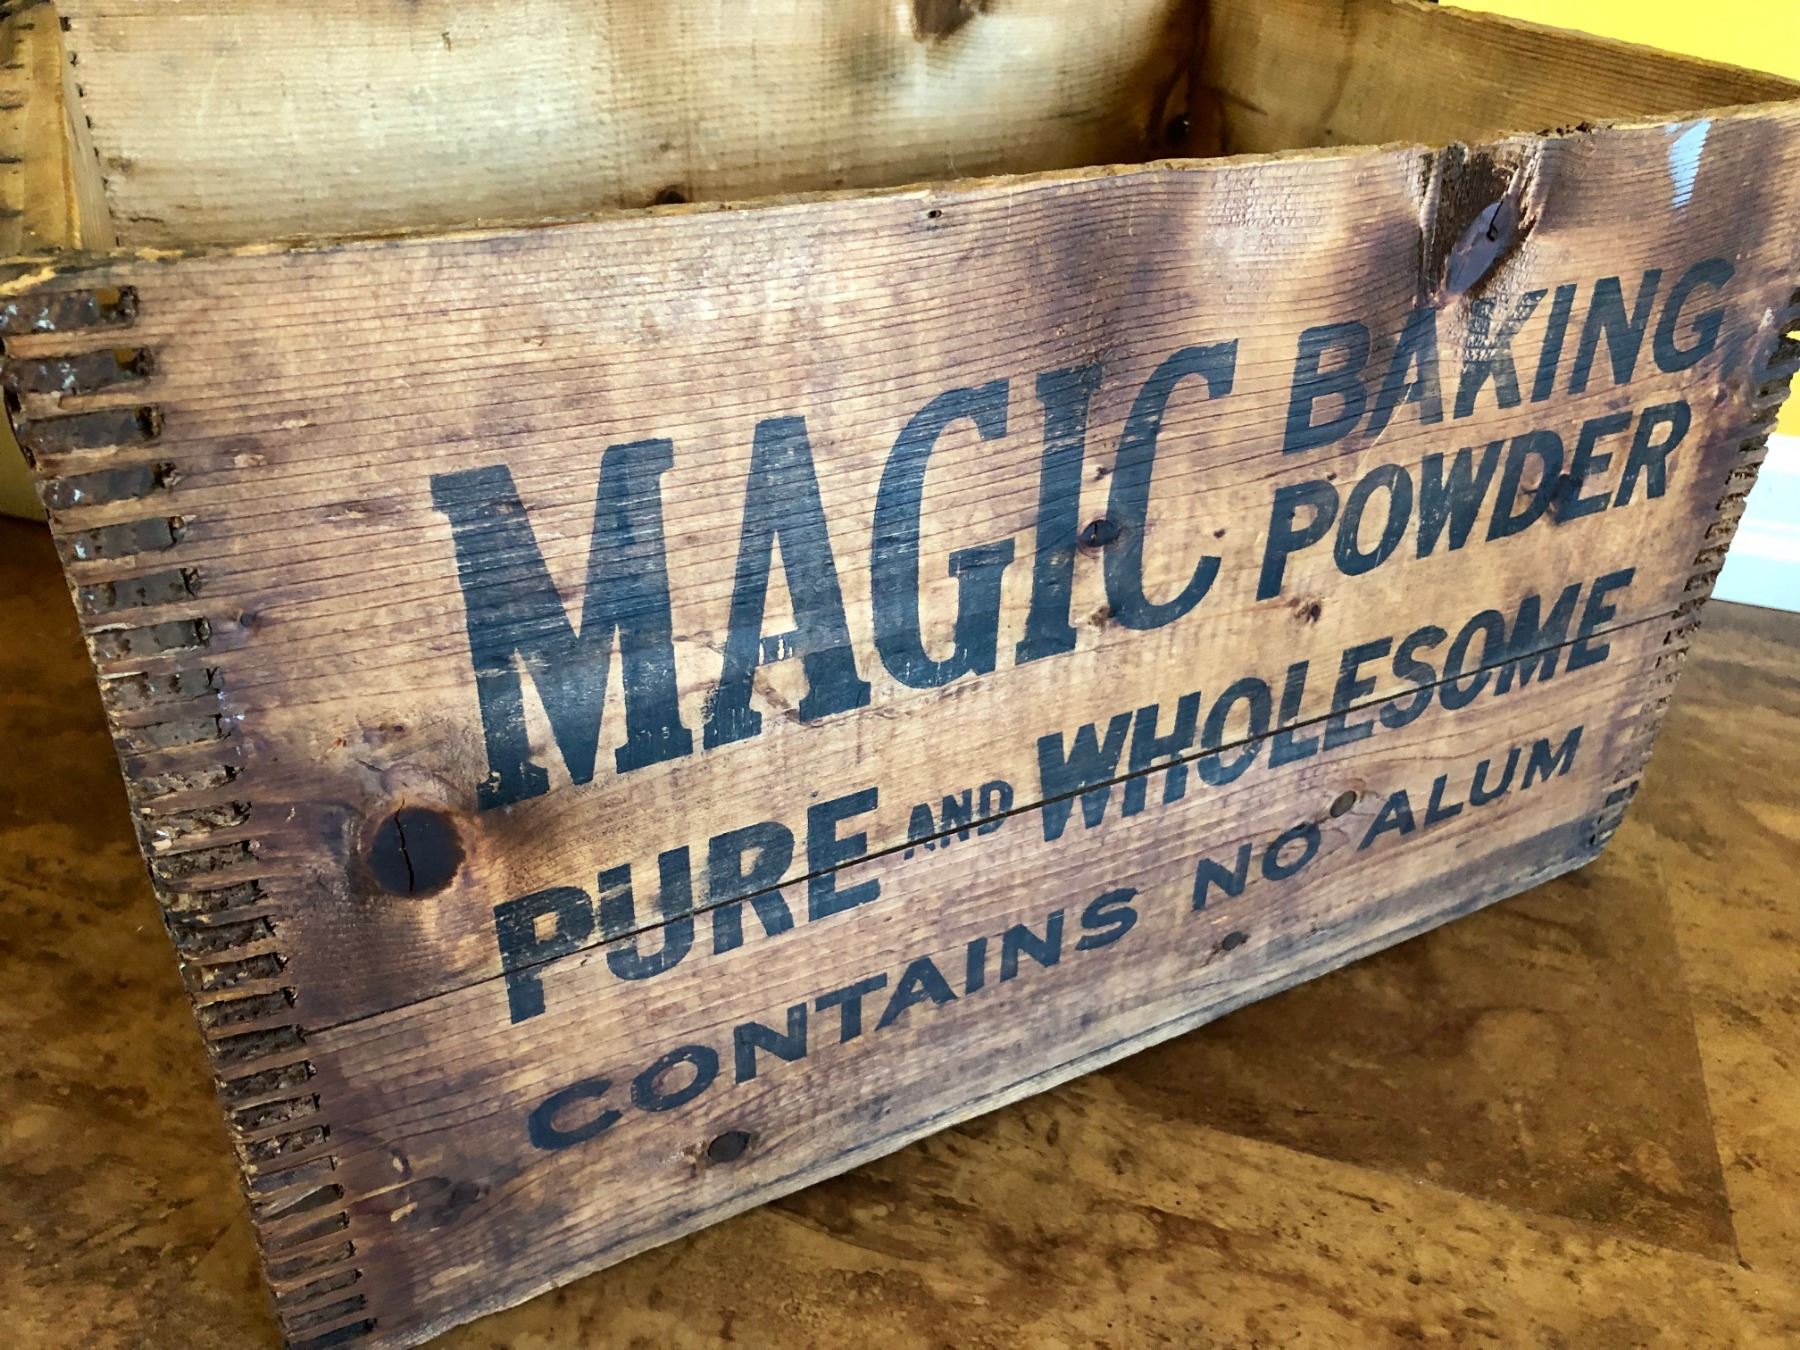 MAGIC BAKING
POWDER
PURE AND WHOLESOME
CONTAINS NO ALUM